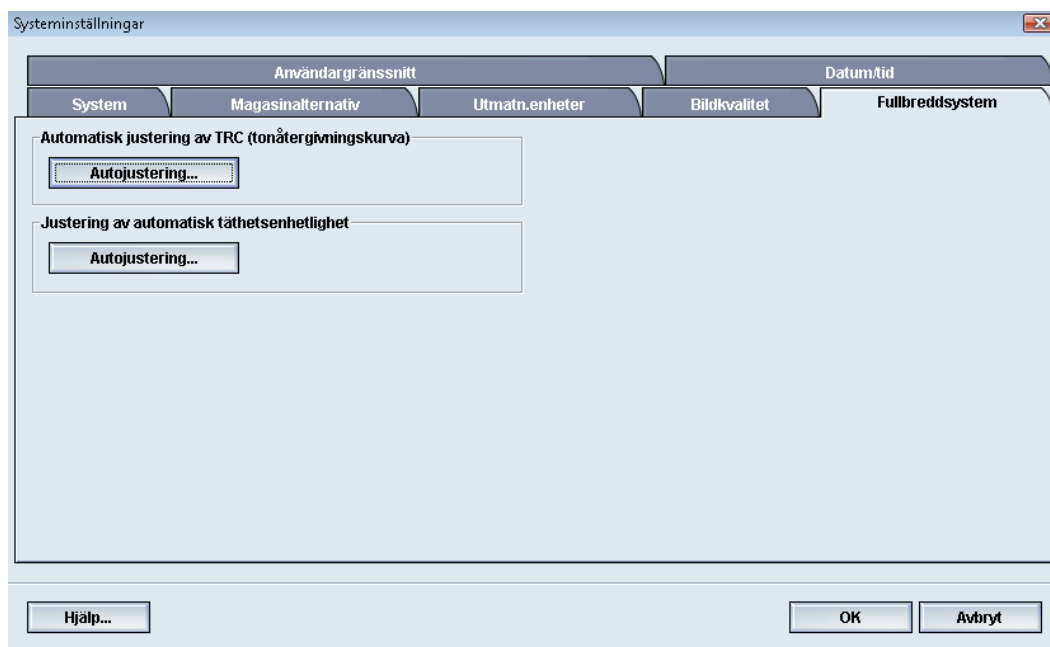 Systeminställningar
Användargränssnitt Datum/tid
System Magasinalternativ Utmatn.enheter Bildkvalitet Fullbreddsystem
Automatisk justering av TRC (tonåtergivningskurva)
Autojustering...
Justering av automatisk täthetsenhetlighet
Autojustering...
Hjälp... OK Avbryt